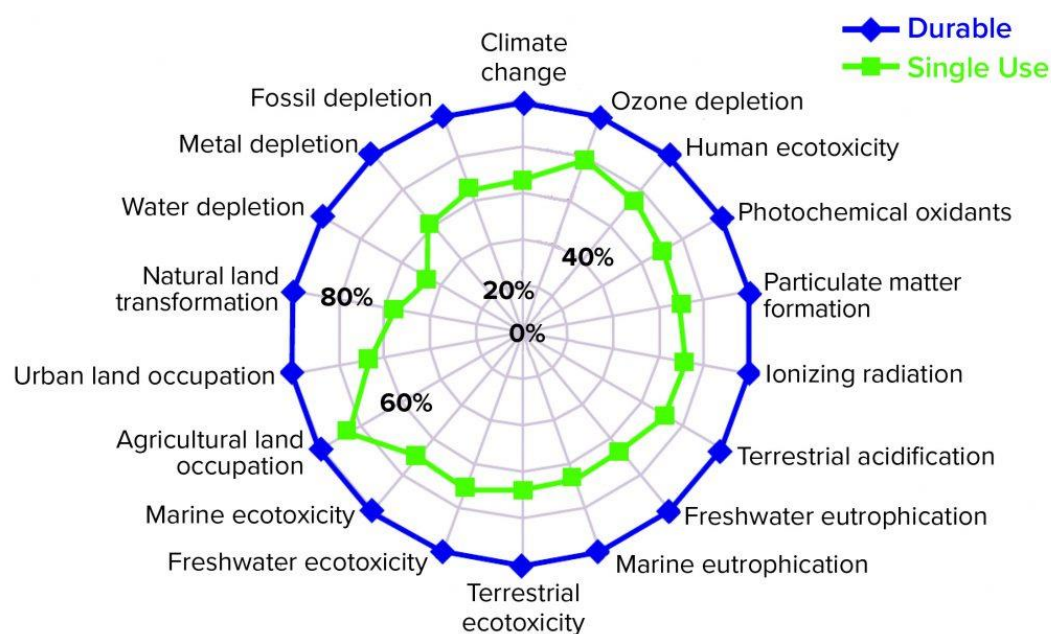 Durable
Single Use
Climate
change
Ozone depletion
Human ecotoxicity
Photochemical oxidants
Particulate matter
formation
Ionizing radiation
Terrestrial acidification
Freshwater eutrophication
Marine eutrophication
Terrestrial
ecotoxicity
Freshwater ecotoxicity
Marine ecotoxicity
Agricultural land
occupation
Urban land occupation
Natural land
transformation
Water depletion
Metal depletion
Fossil depletion
40%
20%
80%
0%
60%